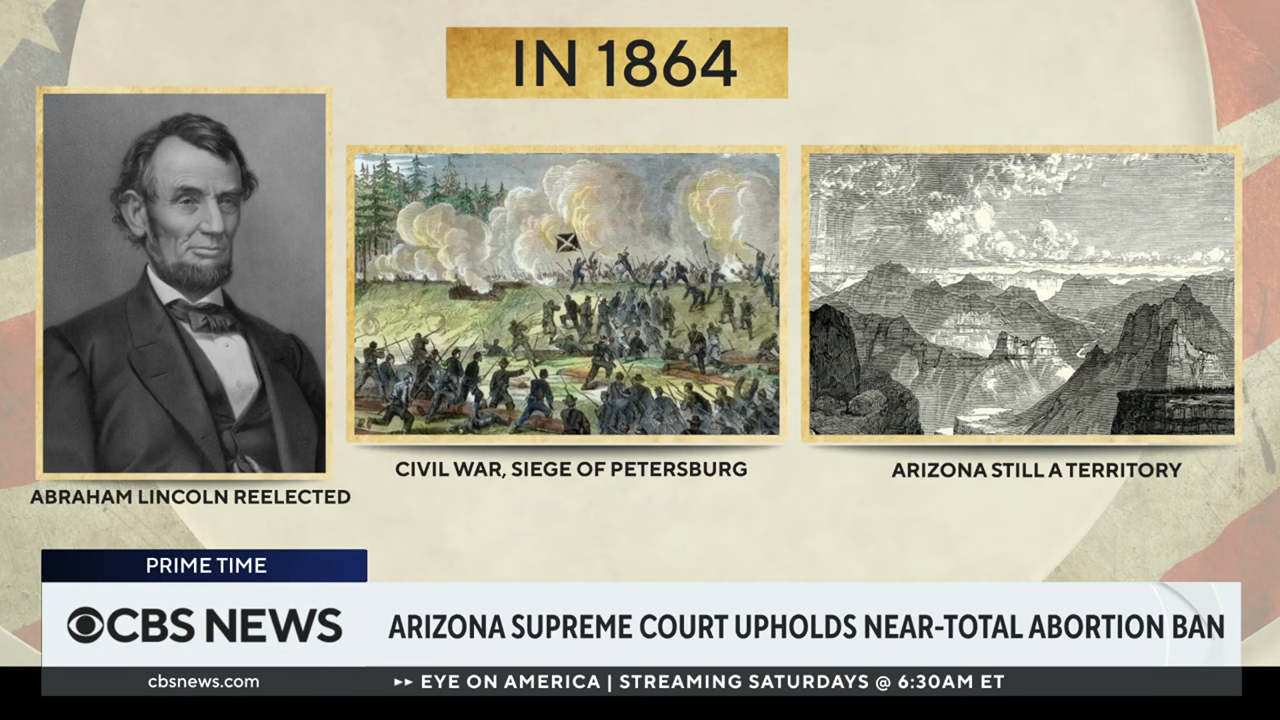 IN 1864
ABRAHAM LINCOLN REELECTED
CIVIL WAR, SIEGE OF PETERSBURG
ARIZONA STILL A TERRITORY
PRIME TIME
CBS NEWS
ARIZONA SUPREME COURT UPHOLDS NEAR-TOTAL ABORTION BAN
cbsnews.com
EYE ON AMERICA | STREAMING SATURDAYS @ 6:30AM ET